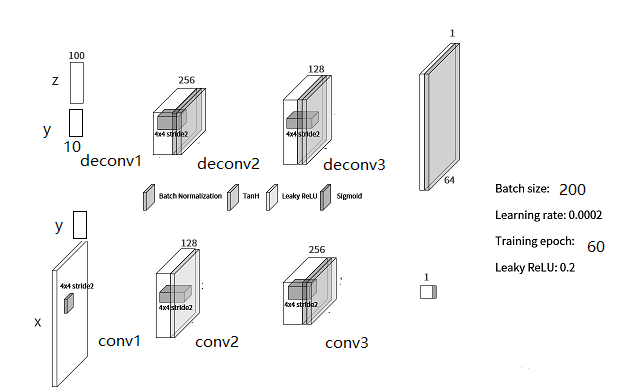 100
z
y
10
deconv1
256
4x4 stride2
deconv2
128
4x4 stride2
deconv3
1
64
Batch Normalization
TanH
Leaky ReLU
Sigmoid
Batch size: 200
Learning rate: 0.0002
Training epoch: 60
Leaky ReLU: 0.2
y
x
4x4 stride2
conv1
128
4x4 stride2
conv2
256
4x4 stride2
conv3
1